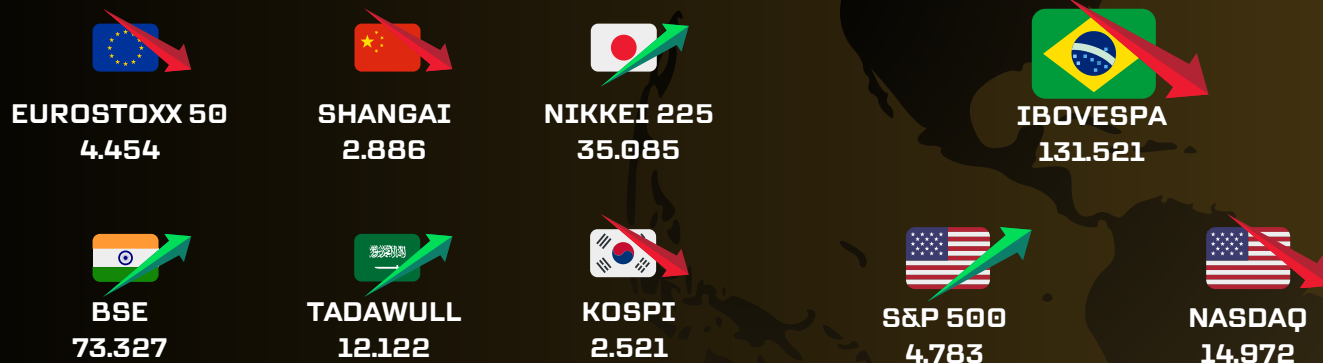 EUROSTOXX 50
4.454
SHANGAI
2.886
NIKKEI 225
35.085
IBOVESPA
131.521
BSE
73.327
TADAWULL
12.122
KOSPI
2.521
S&P 500
4.783
NASDAQ
14.972